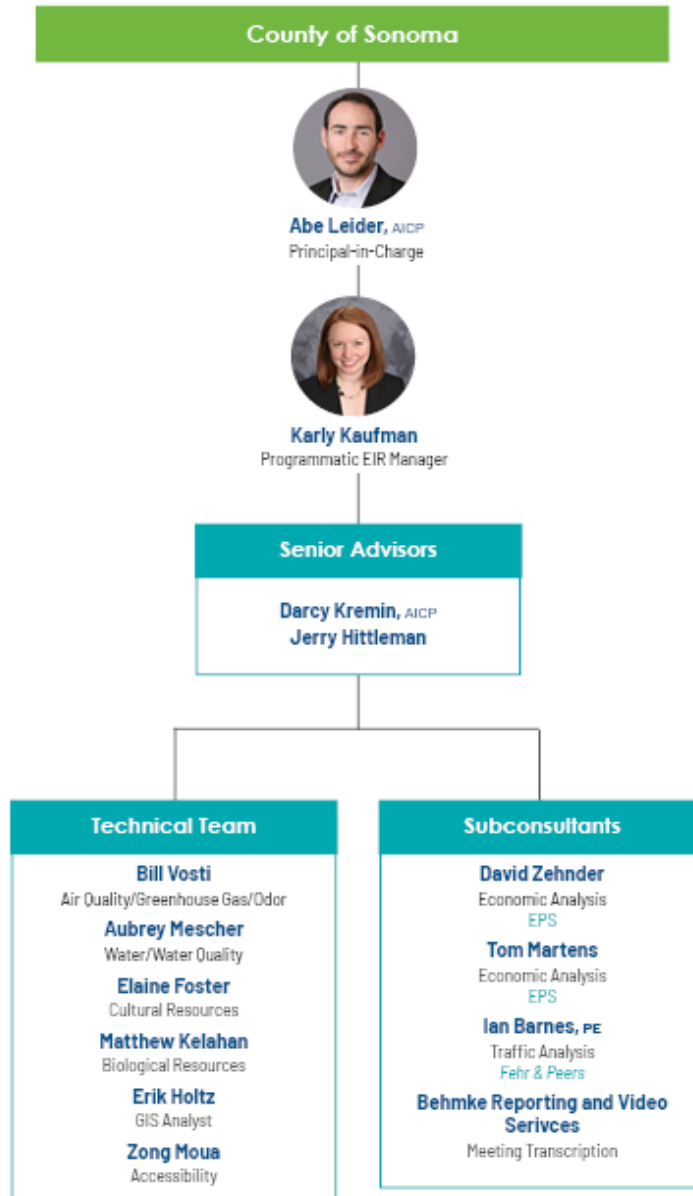 County of Sonoma
Abe Leider, AICP
Principal-in-Charge
Karly Kaufman
Programmatic EIR Manager
Senior Advisors
Darcy Kremin, AICP
Jerry Hittleman
Technical Team
Bill Vosti
Air Quality/Greenhouse Gas/Odor
Aubrey Mescher
Water/Water Quality
Elaine Foster
Cultural Resources
Matthew Kelahan
Biological Resources
Erik Holtz
GIS Analyst
Zong Moua
Accessibility
Subconsultants
David Zehnder
Economic Analysis
EPS
Tom Martens
Economic Analysis
EPS
Ian Barnes, PE
Traffic Analysis
Fehr & Peers
Behmke Reporting and Video
Serivces
Meeting Transcription